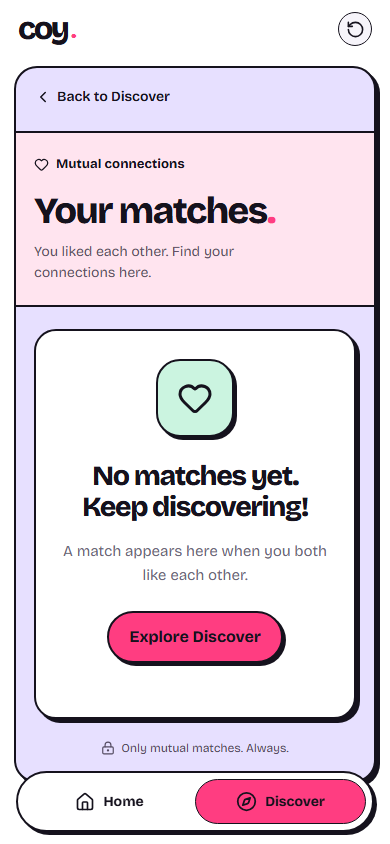 coy.
Back to Discover
Mutual connections
Your matches.
You liked each other. Find your
connections here.
No matches yet.
Keep discovering!
A match appears here when you both
like each other.
Explore Discover
Only mutual matches. Always.
Home
Discover